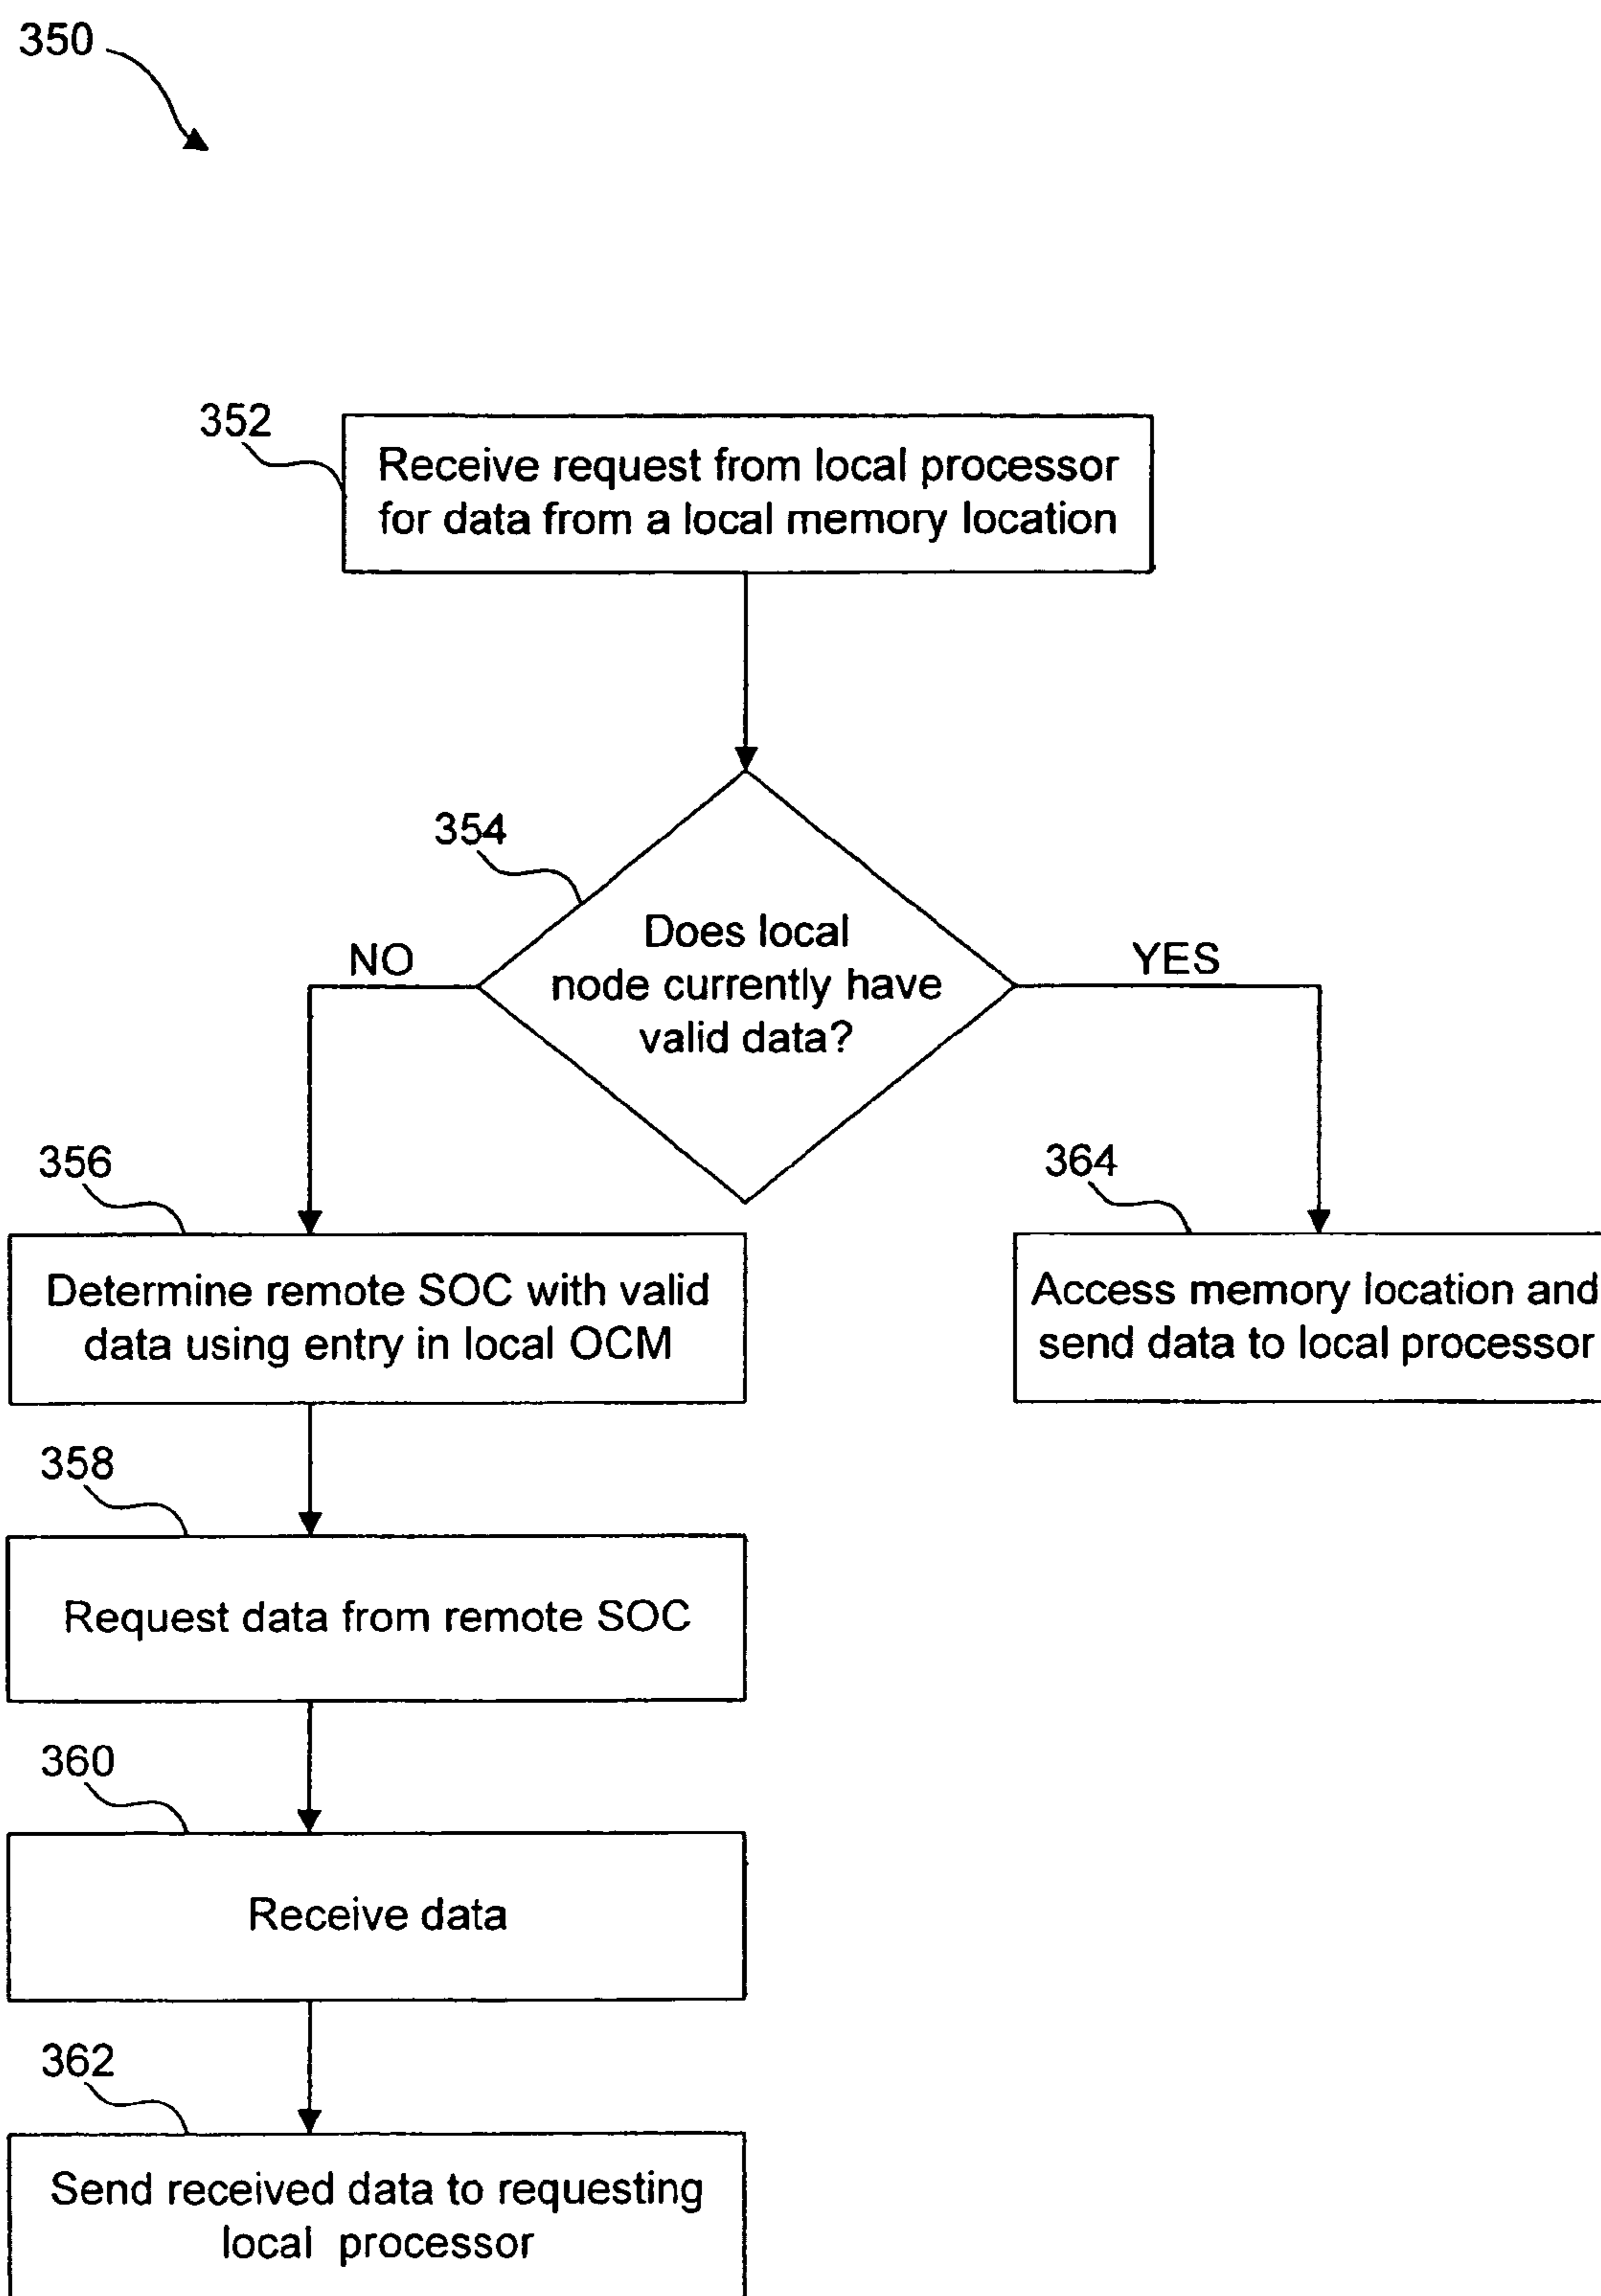 350
352
Receive request from local processor
for data from a local memory location
354
Does local
node currently have
valid data?
NO
YES
356
Determine remote SOC with valid
data using entry in local OCM
364
Access memory location and
send data to local processor
358
Request data from remote SOC
360
Receive data
362
Send received data to requesting
local processor